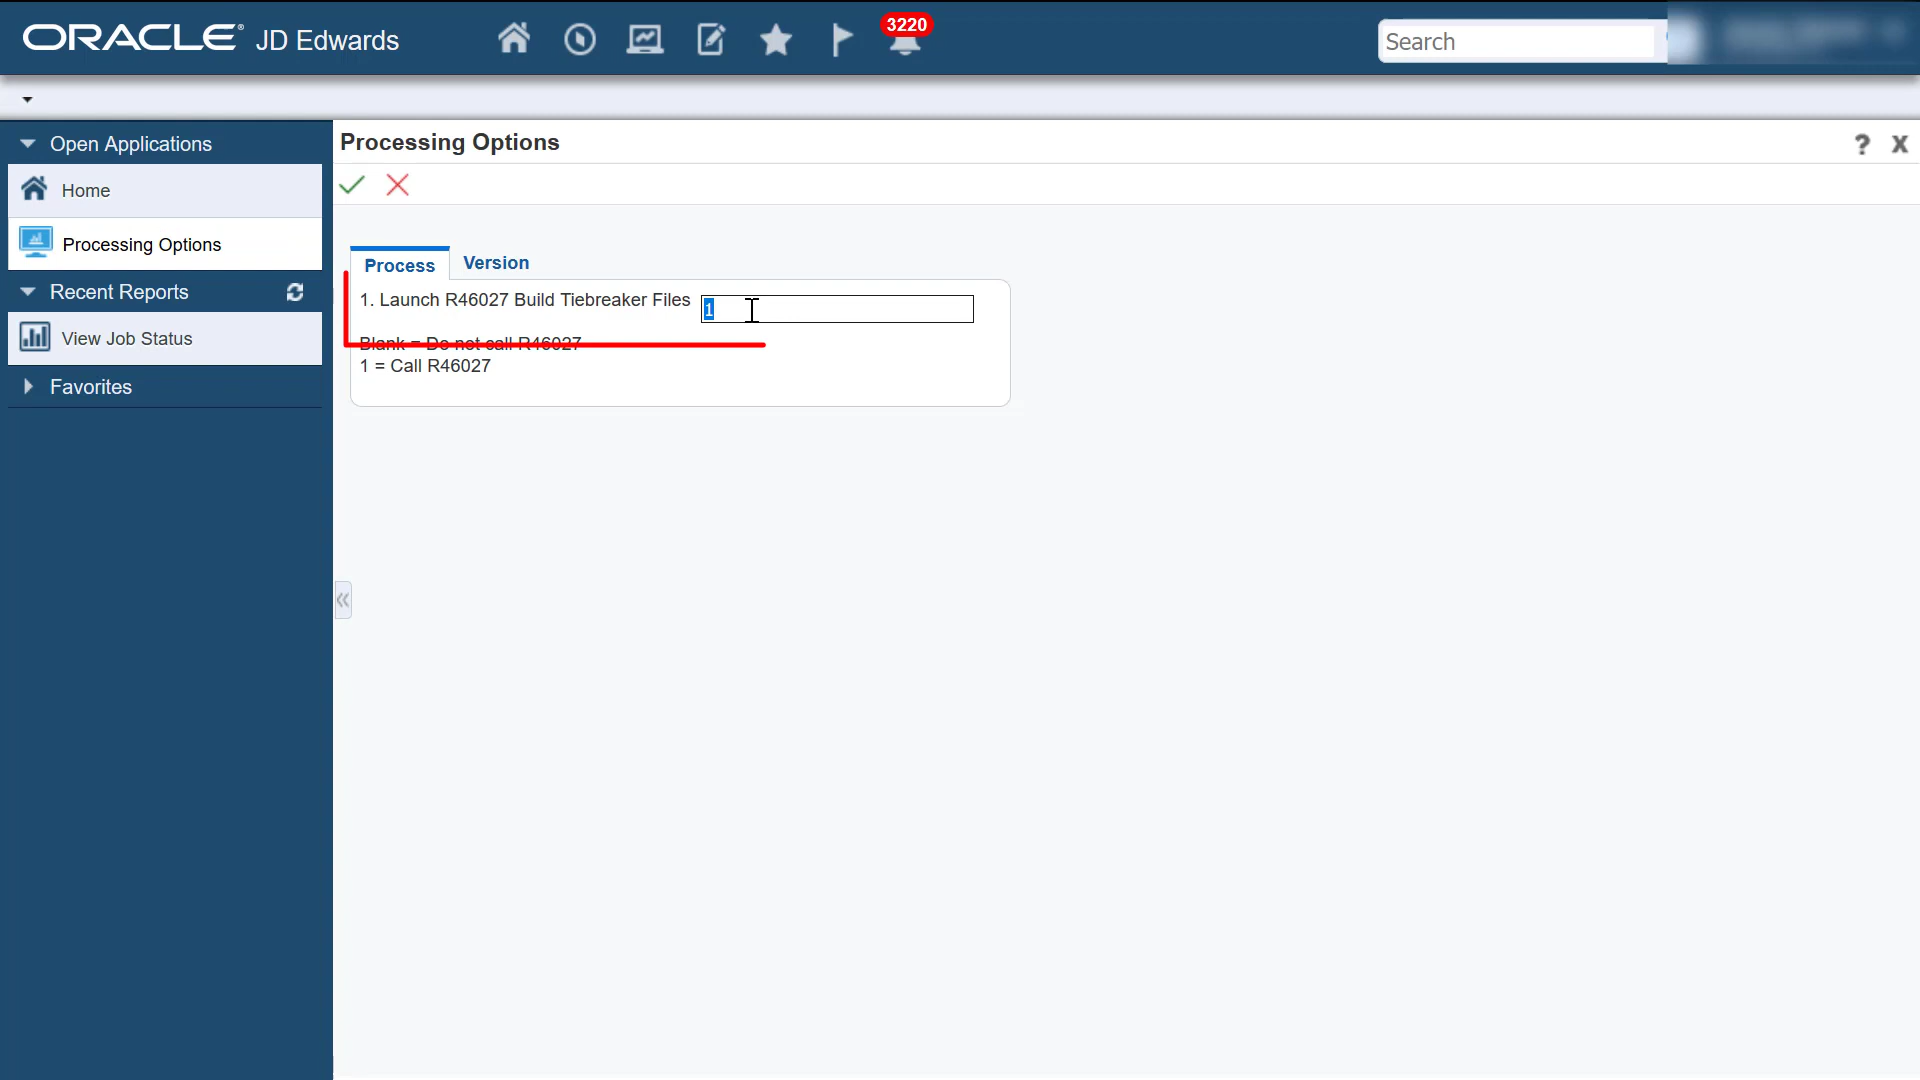 ORACLE® JD Edwards
3220
Search
Open Applications
Home
Processing Options
Recent Reports
View Job Status
Favorites
Processing Options
? X
Process Version
1. Launch R46027 Build Tiebreaker Files 1
Blank = Do not call R46027
1 = Call R46027